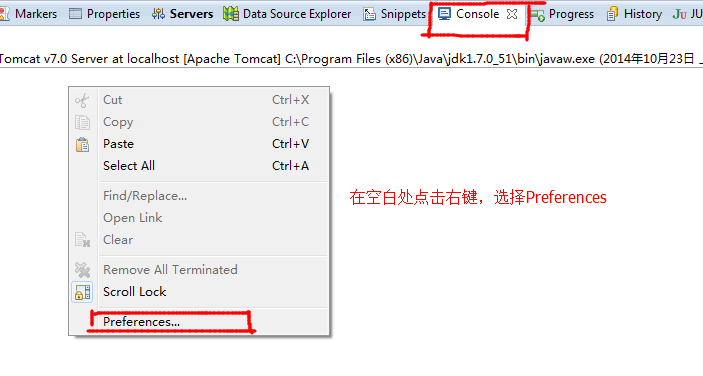 Markers Properties Servers Data Source Explorer Snippets Console Progress History Ju JU
Tomcat v7.0 Server at localhost [Apache Tomcat] C:\Program Files (x86)\Java\jdk1.7.0_51\bin\javaw.exe (2014年10月23日
Cut Ctrl+X
Copy Ctrl+C
Paste Ctrl+V
Select All Ctrl+A
在空白处点击右键，选择Preferences
Find/Replace...
Open Link
Clear
Remove All Terminated
Scroll Lock
Preferences...